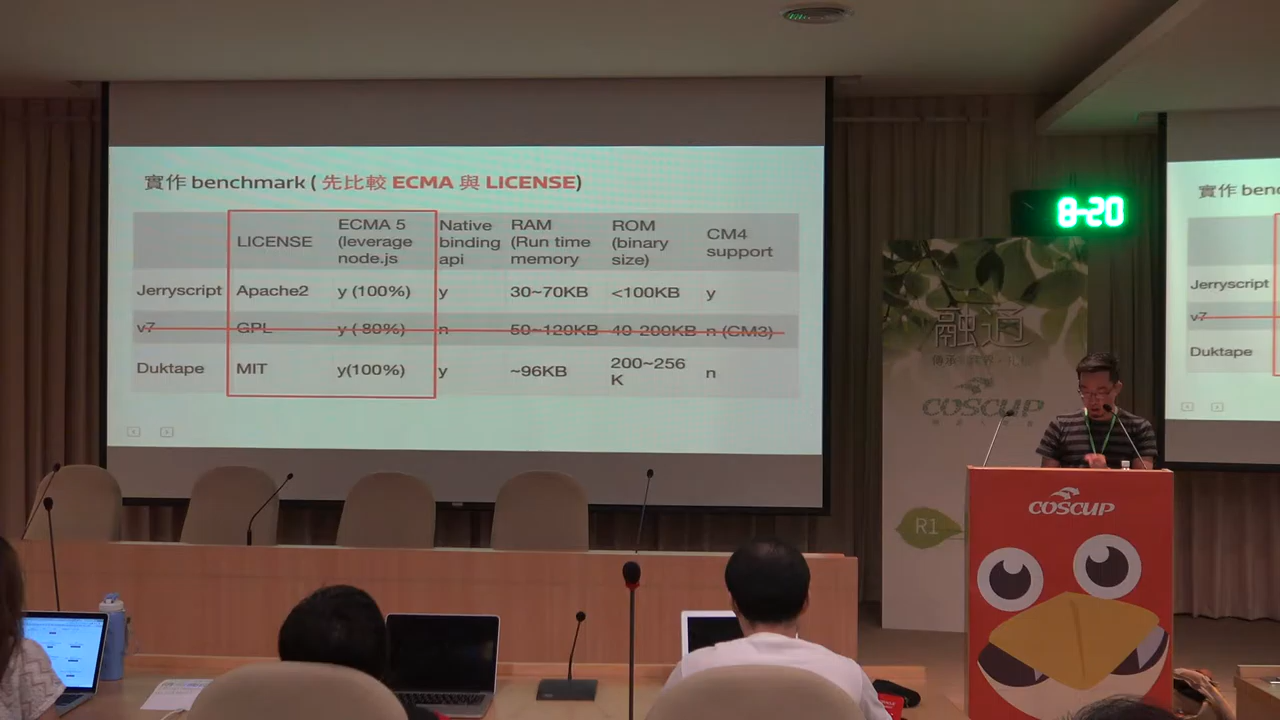 實作 benchmark ( 先比較 ECMA 與 LICENSE)
LICENSE
ECMA 5 (leverage node.js
Native binding api
RAM (Run time memory
ROM (binary size)
CM4 support
Jerryscript Apache2 y (100%) y 30~70KB <100KB y
v7 GPL y ( 80%) n 50~120KB 40-200KB n (CM3)
Duktape MIT y(100%) y ~96KB 200~256 K n
8-20
融通
COSCUP
R1
COSCUP
實作 ben
Jerryscript
v7
Duktape